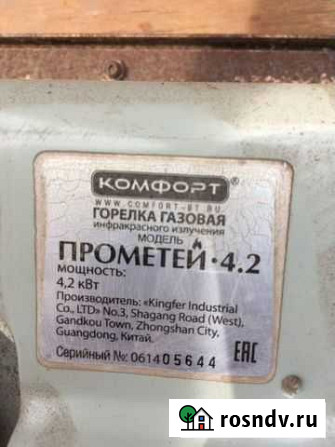 КОМФОРТ®
WWW.COMFORT-BT.RU
ГОРЕЛКА ГАЗОВАЯ
инфракрасного излучения
МОДЕЛЬ
ПРОМЕТЕЙ·4.2
МОЩНОСТЬ:
4,2 кВт
Производитель: «Kingfer Industrial
Co., LTD» No.3, Shagang Road (West),
Gandkou Town, Zhongshan City,
Guangdong, Китай.
Серийный №: 061405644
ЕАС
rosndv.ru